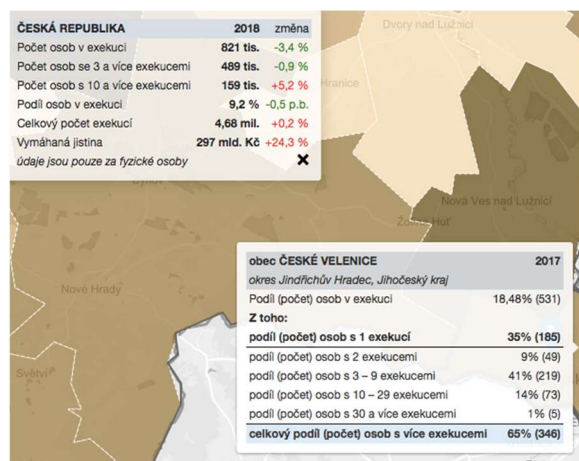 ČESKÁ REPUBLIKA 2018 změna
Počet osob v exekuci 821 tis. -3,4 %
Počet osob se 3 a více exekucemi 489 tis. -0,9 %
Počet osob s 10 a více exekucemi 159 tis. +5,2 %
Podíl osob v exekuci 9,2 % -0,5 p.b.
Celkový počet exekucí 4,68 mil. +0,2 %
Vymáhaná jistina 297 mld. Kč +24,3 %
údaje jsou pouze za fyzické osoby
Dvory nad Lužnicí
Hranice
Nová Ves nad Lužnicí
Nové Hrady
Světví
obec ČESKÉ VELENICE 2017
okres Jindřichův Hradec, Jihočeský kraj
Podíl (počet) osob v exekuci 18,48% (531)
Z toho:
podíl (počet) osob s 1 exekucí 35% (185)
podíl (počet) osob s 2 exekucemi 9% (49)
podíl (počet) osob s 3 – 9 exekucemi 41% (219)
podíl (počet) osob s 10 – 29 exekucemi 14% (73)
podíl (počet) osob s 30 a více exekucemi 1% (5)
celkový podíl (počet) osob s více exekucemi 65% (346)